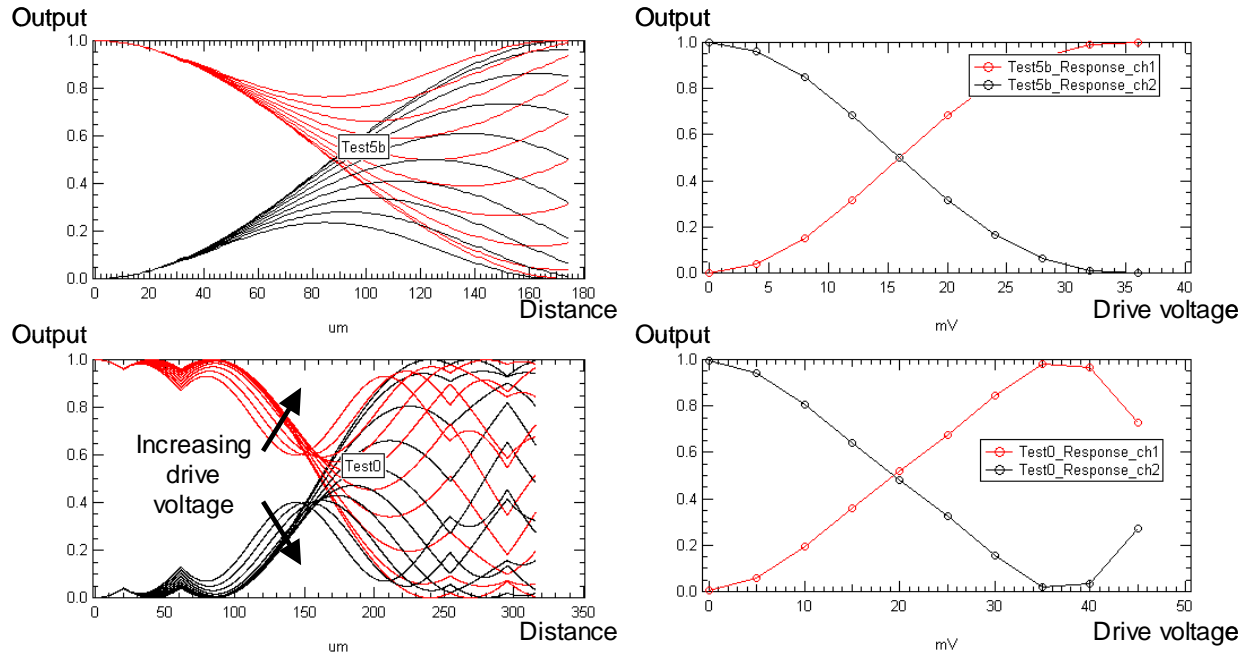 Output
1.0
0.8
0.6
0.4
0.2
0.0
Test5b
0 20 40 60 80 100 120 140 160 180
um
Distance
Output
1.0
0.8
0.6
0.4
0.2
0.0
Test5b_Response_ch1
Test5b_Response_ch2
0 5 10 15 20 25 30 35 40
mV
Drive voltage
Output
1.0
0.8
0.6
0.4
0.2
0.0
Increasing
drive
voltage
Test0
0 50 100 150 200 250 300 350
um
Distance
Output
1.0
0.8
0.6
0.4
0.2
0.0
Test0_Response_ch1
Test0_Response_ch2
0 10 20 30 40 50
mV
Drive voltage